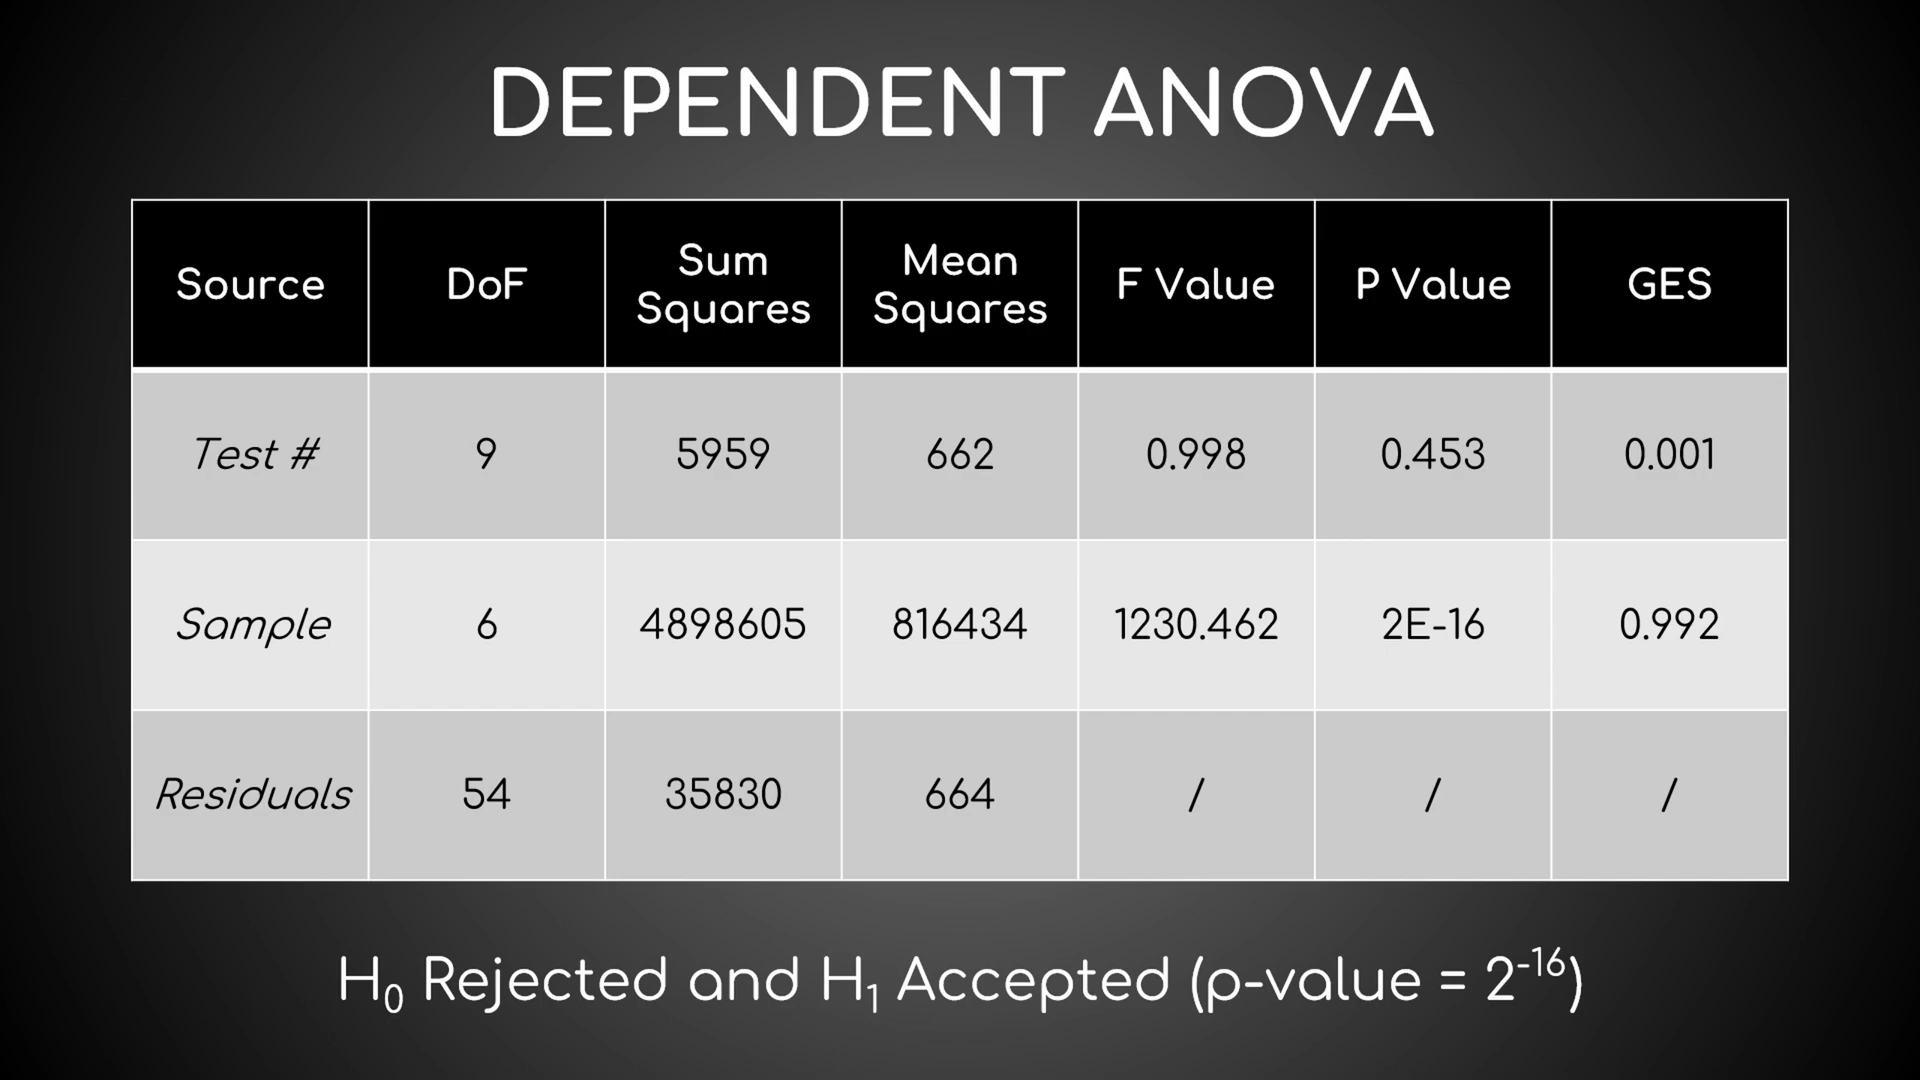 DEPENDENT ANOVA
Source DoF Sum Squares Mean Squares F Value P Value GES
Test # 9 5959 662 0.998 0.453 0.001
Sample 6 4898605 816434 1230.462 2E-16 0.992
Residuals 54 35830 664 / / /
H₀ Rejected and H₁ Accepted (p-value = 2⁻¹⁶)